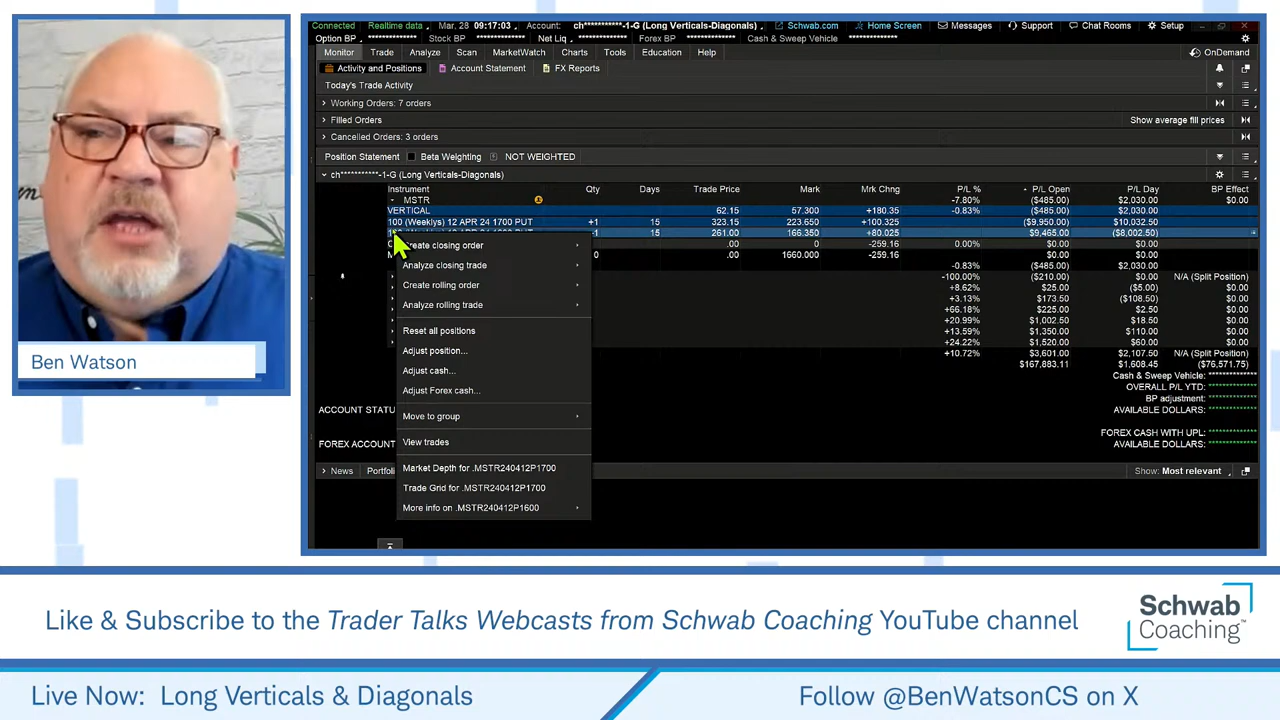 Connected Realtime data Mar. 28 09:17:03 Account: ch***********-1-G (Long Verticals-Diagonals) Schwab.com Home Screen Messages Support Chat Rooms Setup
Option BP Stock BP Net Liq Forex BP Cash & Sweep Vehicle
Monitor Trade Analyze Scan MarketWatch Charts Tools Education Help OnDemand
Activity and Positions Account Statement FX Reports
Today's Trade Activity
Working Orders: 7 orders
Filled Orders Show average fill prices
Cancelled Orders: 3 orders
Position Statement Beta Weighting NOT WEIGHTED
ch***********-1-G (Long Verticals-Diagonals)
Instrument Qty Days Trade Price Mark Mrk Chng P/L % P/L Open P/L Day BP Effect
MSTR -7.80% ($485.00) $2,030.00 $0.00
VERTICAL 62.15 57.300 +180.35 -0.83% ($485.00) $2,030.00
100 (Weeklys) 12 APR 24 1700 PUT +1 15 323.15 323.650 +100.325 ($9,950.00) $10,032.50
-1 15 261.00 166.350 +80.025 $9,465.00 ($8,002.50)
Create closing order .00 .00 -259.16 0.00% $0.00 $0.00
0 .00 1660.000 -259.16 $0.00 $0.00
Analyze closing trade -0.83% ($485.00) $2,030.00
-100.00% ($210.00) $0.00 N/A (Split Position)
Create rolling order +8.62% $25.00 ($5.00) $0.00
+3.13% $173.50 ($108.50) $0.00
Analyze rolling trade +66.18% $225.00 $2.50 $0.00
+20.99% $1,002.50 $18.50 $0.00
Reset all positions +13.59% $1,350.00 $110.00 $0.00
+24.22% $1,520.00 $60.00 $0.00
Adjust position... +10.72% $3,601.00 $2,107.50 N/A (Split Position)
$167,883.11 $1,608.45 ($76,571.75)
Adjust cash... Cash & Sweep Vehicle:
OVERALL P/L YTD:
Adjust Forex cash... BP adjustment:
ACCOUNT STATU AVAILABLE DOLLARS:
Move to group
FOREX CASH WITH UPL:
FOREX ACCOUN View trades AVAILABLE DOLLARS:
News Portfoli Market Depth for .MSTR240412P1700 Show: Most relevant
Trade Grid for .MSTR240412P1700
More info on .MSTR240412P1600
Ben Watson
Like & Subscribe to the Trader Talks Webcasts from Schwab Coaching YouTube channel
Schwab
Coaching™
Live Now: Long Verticals & Diagonals Follow @BenWatsonCS on X